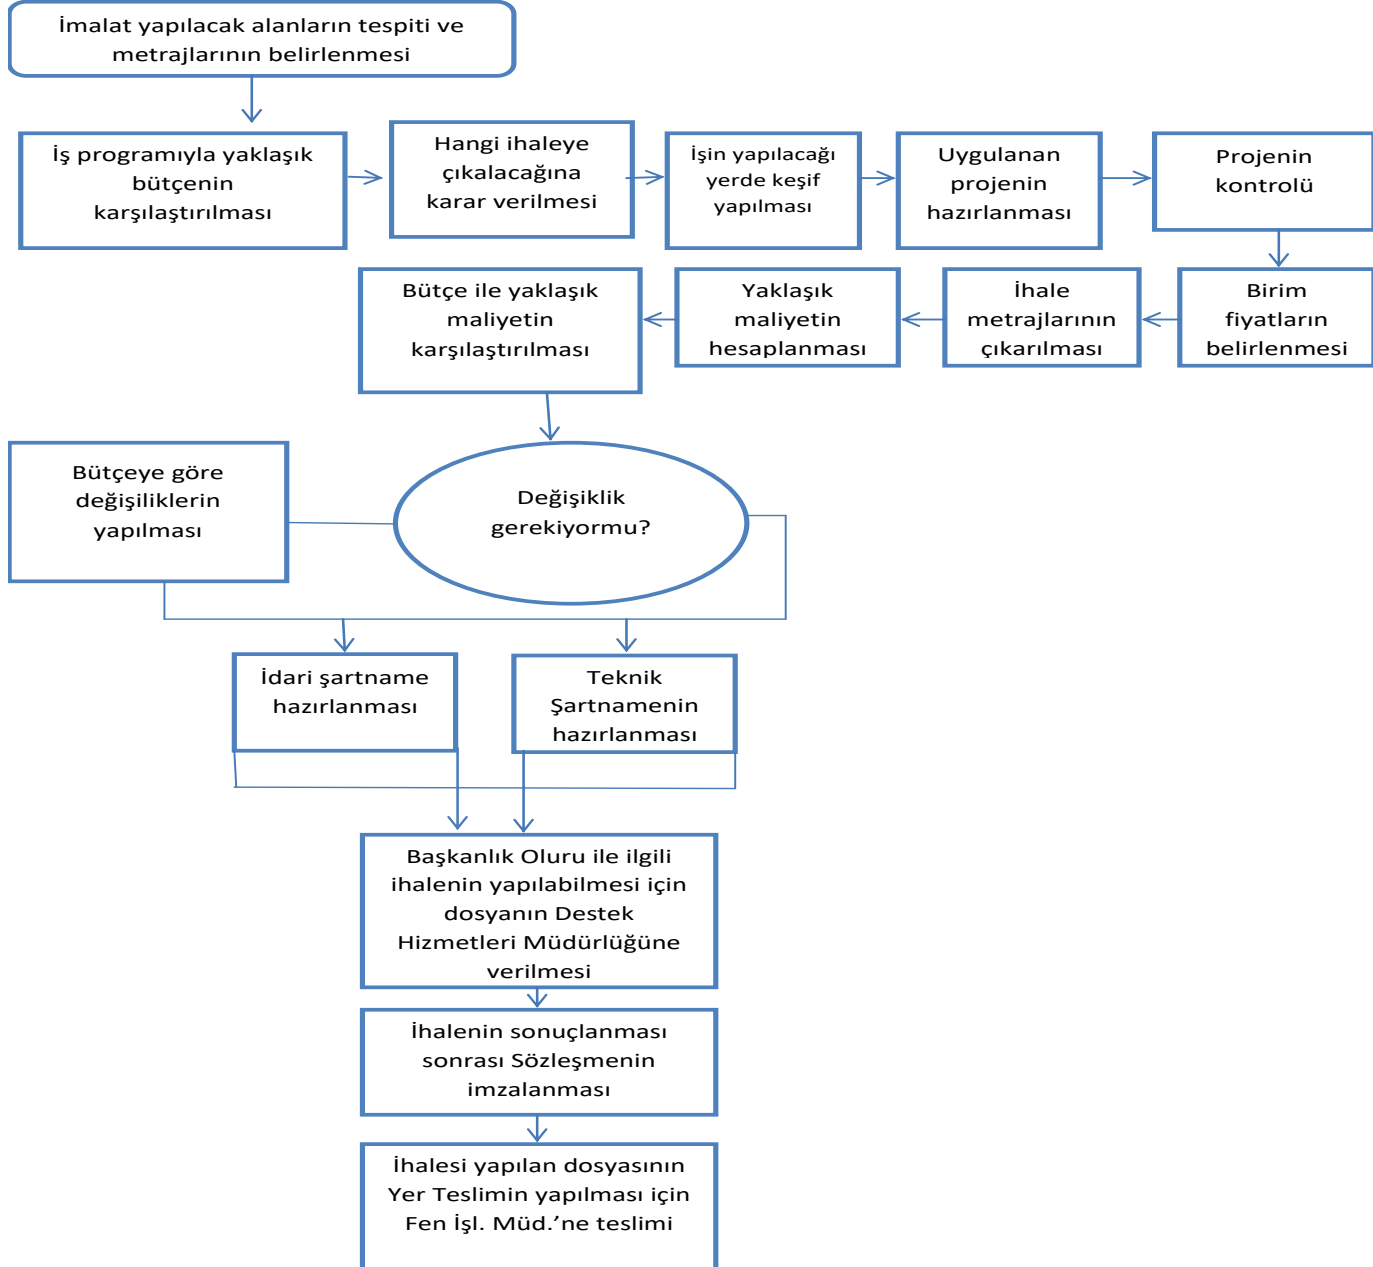 İmalat yapılacak alanların tespiti ve
metrajlarının belirlenmesi
İş programıyla yaklaşık
bütçenin
karşılaştırılması
Hangi ihaleye
çıkalacağına
karar verilmesi
İşin yapılacağı
yerde keşif
yapılması
Uygulanan
projenin
hazırlanması
Projenin
kontrolü
Birim
fiyatların
belirlenmesi
İhale
metrajlarının
çıkarılması
Yaklaşık
maliyetin
hesaplanması
Bütçe ile yaklaşık
maliyetin
karşılaştırılması
Değişiklik
gerekiyormu?
Bütçeye göre
değişiliklerin
yapılması
İdari şartname
hazırlanması
Teknik
Şartnamenin
hazırlanması
Başkanlık Oluru ile ilgili
ihalenin yapılabilmesi için
dosyanın Destek
Hizmetleri Müdürlüğüne
verilmesi
İhalenin sonuçlanması
sonrası Sözleşmenin
imzalanması
İhalesi yapılan dosyasının
Yer Teslimin yapılması için
Fen İşl. Müd.’ne teslimi